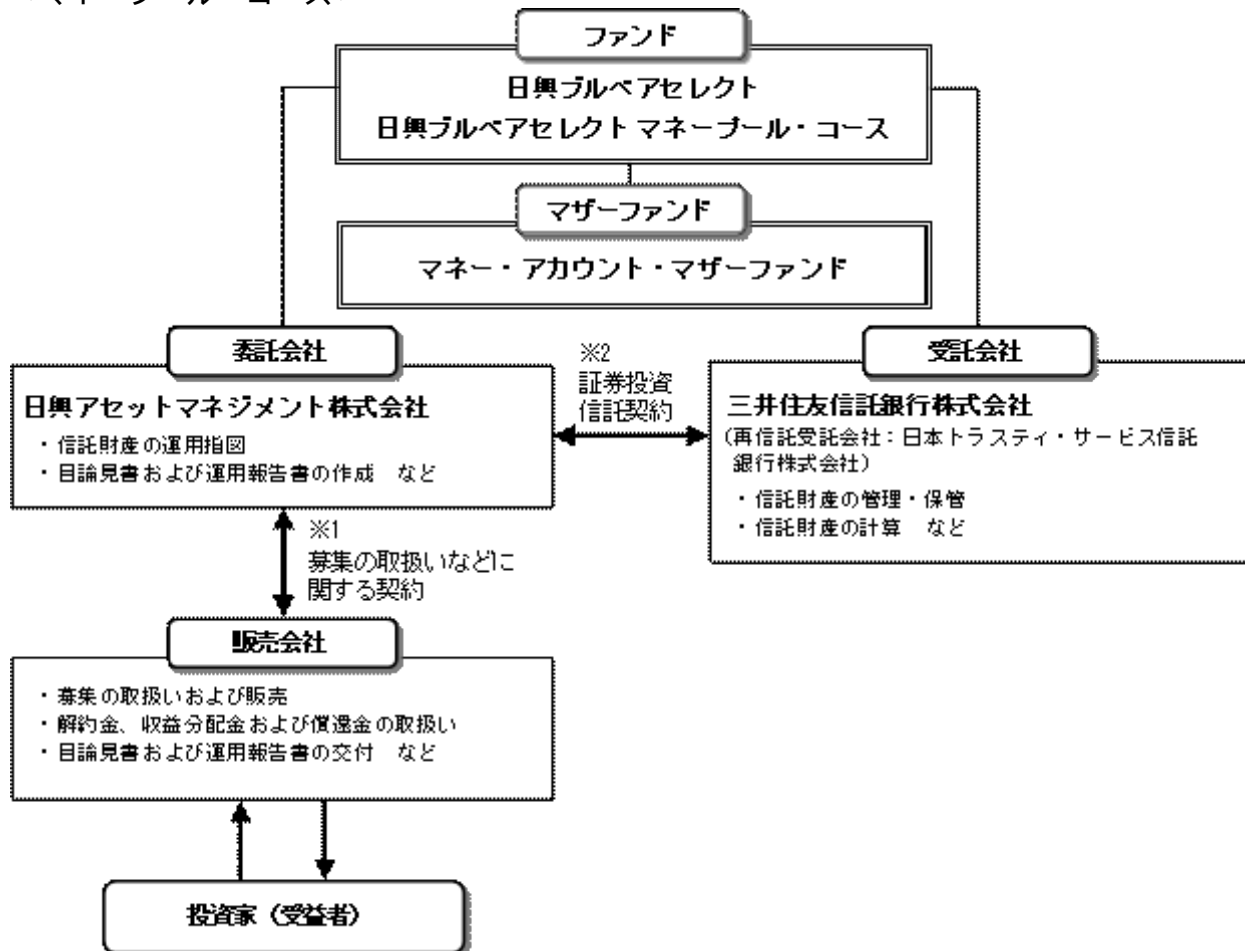 ファンド
日興ブルベアセレクト
日興ブルベアセレクト マネープール・コース
マザーファンド
マネー・アカウント・マザーファンド
委託会社
日興アセットマネジメント株式会社
・信託財産の運用指図
・目論見書および運用報告書の作成 など
※2
証券投資
信託契約
受託会社
三井住友信託銀行株式会社
(再信託受託会社:日本トラスティ・サービス信託
銀行株式会社)
・信託財産の管理・保管
・信託財産の計算 など
※1
募集の取扱いなどに
関する契約
販売会社
・募集の取扱いおよび販売
・解約金、収益分配金および償還金の取扱い
・目論見書および運用報告書の交付 など
投資家(受益者)